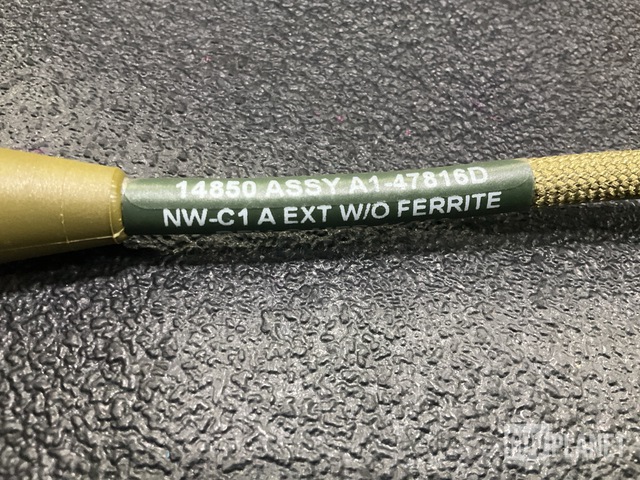 14850 ASSY A1-47816D
NW-C1 A EXT W/O FERRITE